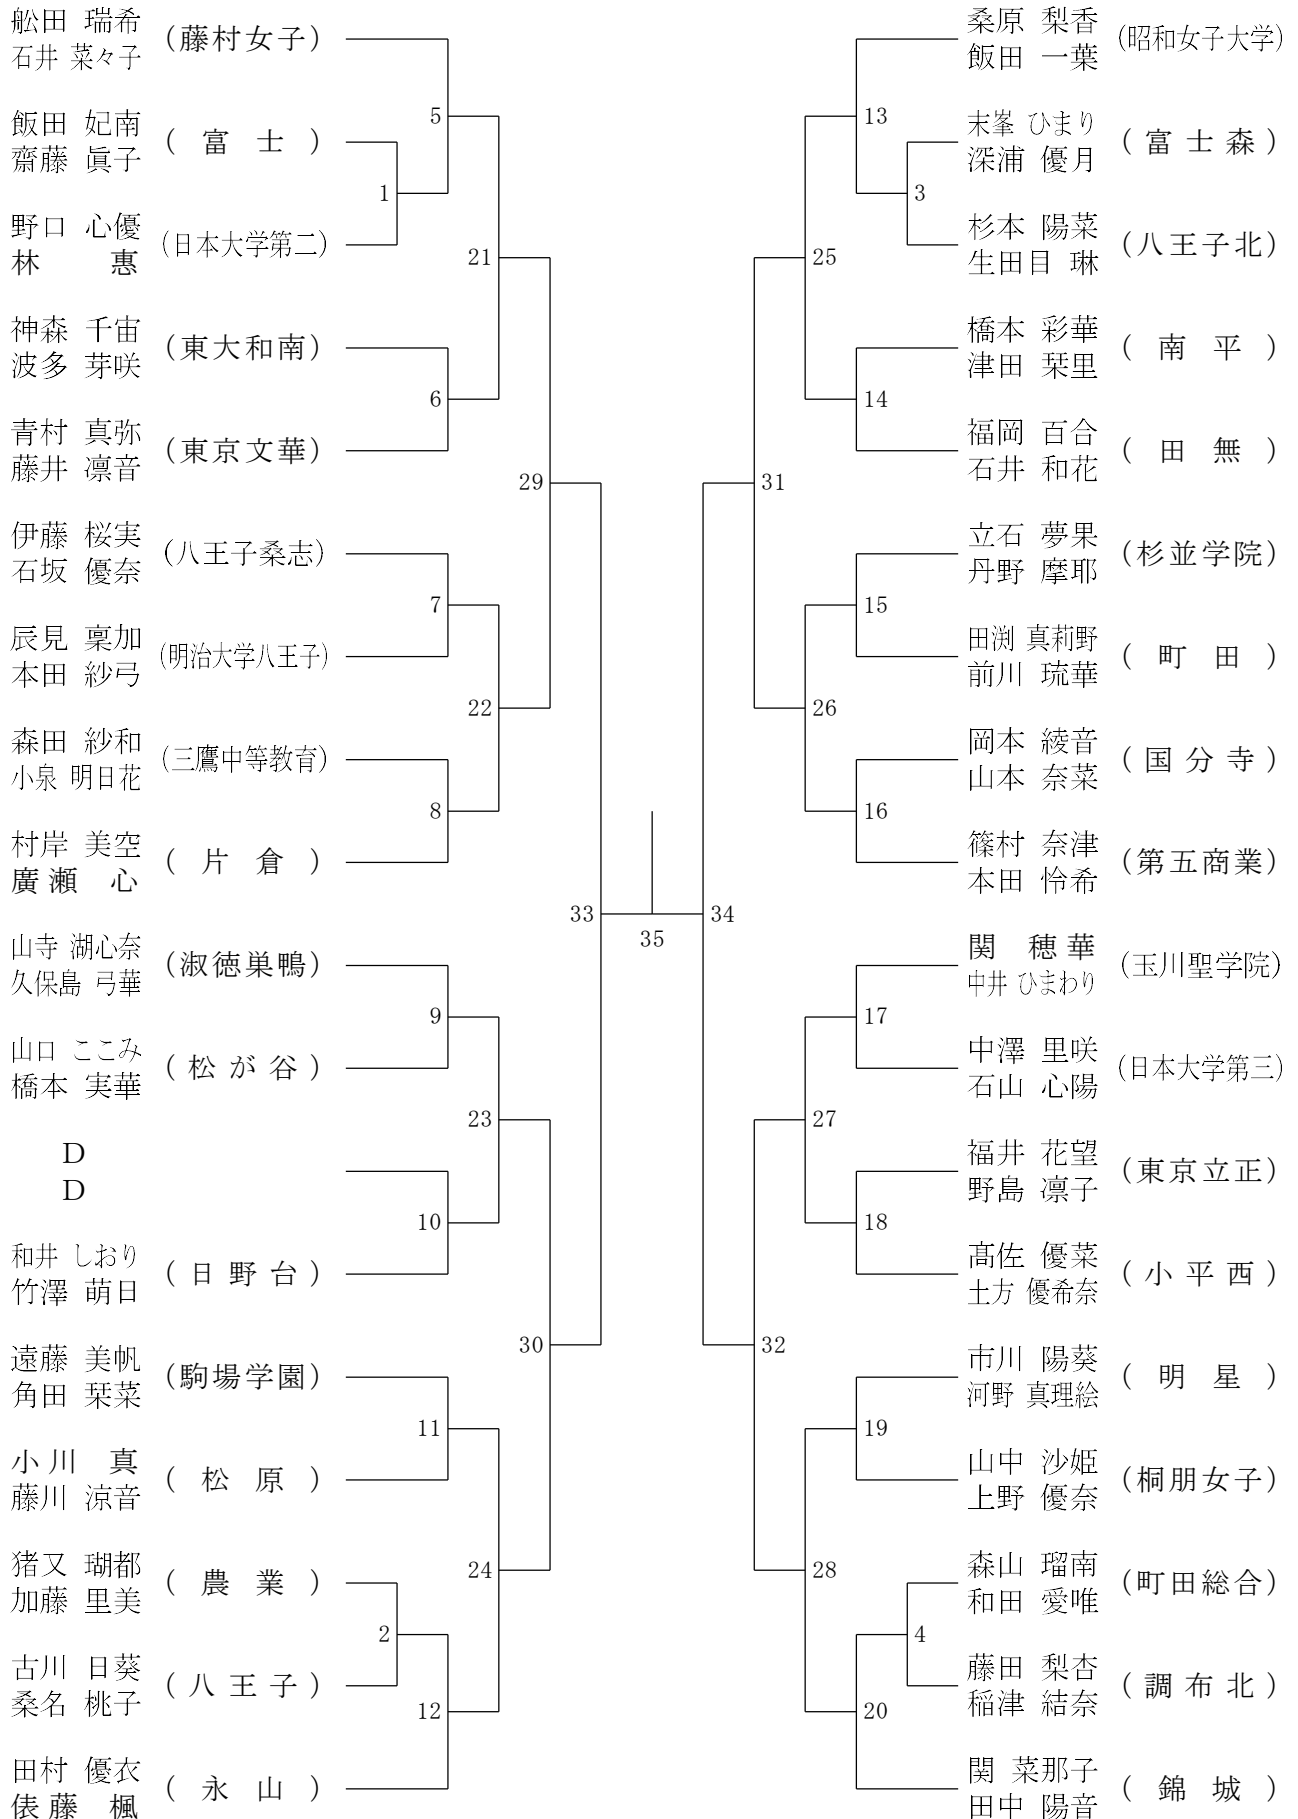 舩田 瑞希
石井 菜々子
(藤村女子)
飯田 妃南
齋藤 眞子
(富士)
野口 心優
林 惠
(日本大学第二)
神森 千宙
波多 芽咲
(東大和南)
青村 真弥
藤井 凛音
(東京文華)
伊藤 桜実
石坂 優奈
(八王子桑志)
辰見 稟加
本田 紗弓
(明治大学八王子)
森田 紗和
小泉 明日花
(三鷹中等教育)
村岸 美空
廣瀬 心
(片倉)
山寺 湖心奈
久保島 弓華
(淑徳巣鴨)
山口 ここみ
橋本 実華
(松が谷)
D
D
和井 しおり
竹澤 萌日
(日野台)
遠藤 美帆
角田 栞菜
(駒場学園)
小川 真
藤川 涼音
(松原)
猪又 瑚都
加藤 里美
(農業)
古川 日葵
桑名 桃子
(八王子)
田村 優衣
俵藤 楓
(永山)
5
1
21
6
29
7
22
8
33
9
23
10
30
11
24
2
12
35
13
3
25
14
31
15
26
16
34
17
27
18
32
19
28
4
20
桑原 梨香
飯田 一葉
(昭和女子大学)
末峯 ひまり
深浦 優月
(富士森)
杉本 陽菜
生田目 琳
(八王子北)
橋本 彩華
津田 栞里
(南平)
福岡 百合
石井 和花
(田無)
立石 夢果
丹野 摩耶
(杉並学院)
田渕 真莉野
前川 琉華
(町田)
岡本 綾音
山本 奈菜
(国分寺)
篠村 奈津
本田 怜希
(第五商業)
関 穂華
中井 ひまわり
(玉川聖学院)
中澤 里咲
石山 心陽
(日本大学第三)
福井 花望
野島 凛子
(東京立正)
髙佐 優菜
土方 優希奈
(小平西)
市川 陽葵
河野 真理絵
(明星)
山中 沙姫
上野 優奈
(桐朋女子)
森山 瑠南
和田 愛唯
(町田総合)
藤田 梨杏
稲津 結奈
(調布北)
関 菜那子
田中 陽音
(錦城)